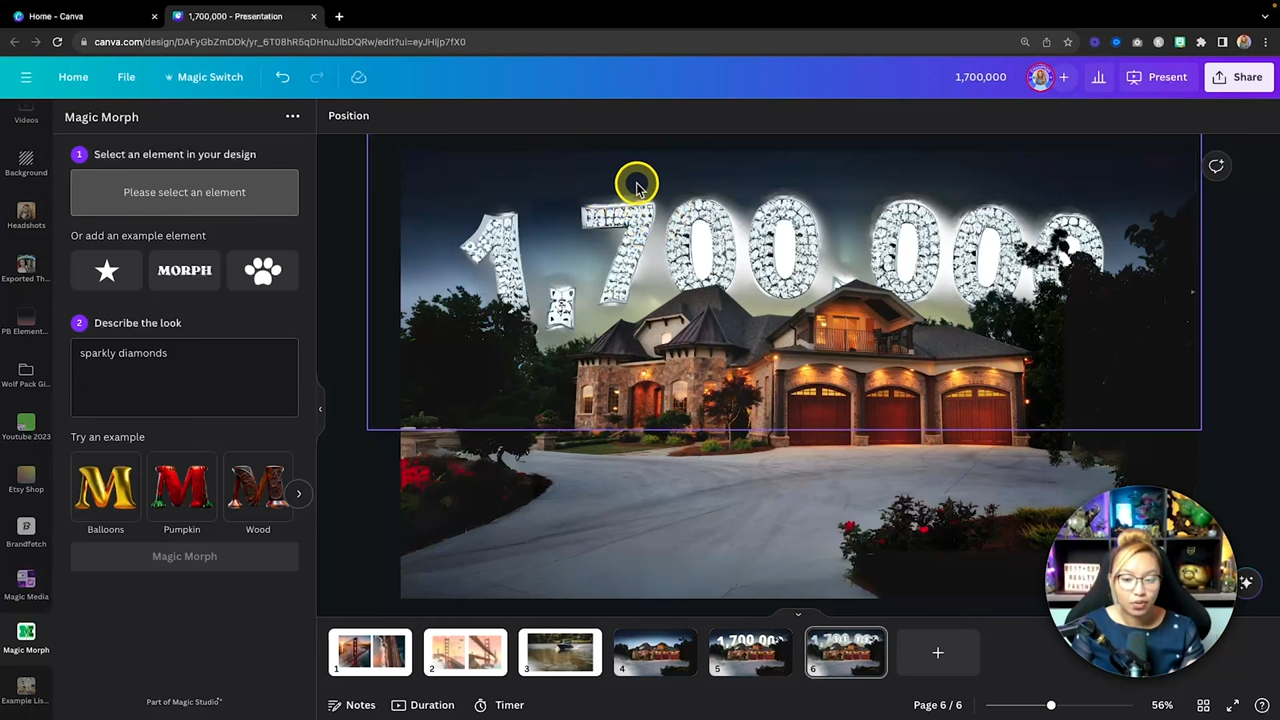 Home - Canva
1,700,000 - Presentation
canva.com/design/DAFyGbZmDDk/yr_6T08hR5qDHnuJlbDQRw/edit?ui=eyJHIjp7fX0
Home
File
Magic Switch
1,700,000
Present
Share
Videos
Background
Headshots
Exported Th...
PB Element...
Wolf Pack Gi...
Youtube 2023
Etsy Shop
Brandfetch
Magic Media
Magic Morph
Example Lis...
Magic Morph
1 Select an element in your design
Please select an element
Or add an example element
MORPH
2 Describe the look
sparkly diamonds
Try an example
Balloons
Pumpkin
Wood
Magic Morph
Part of Magic Studio
Position
1,700,000
1
2
3
4
5
6
Notes
Duration
Timer
Page 6 / 6
56%